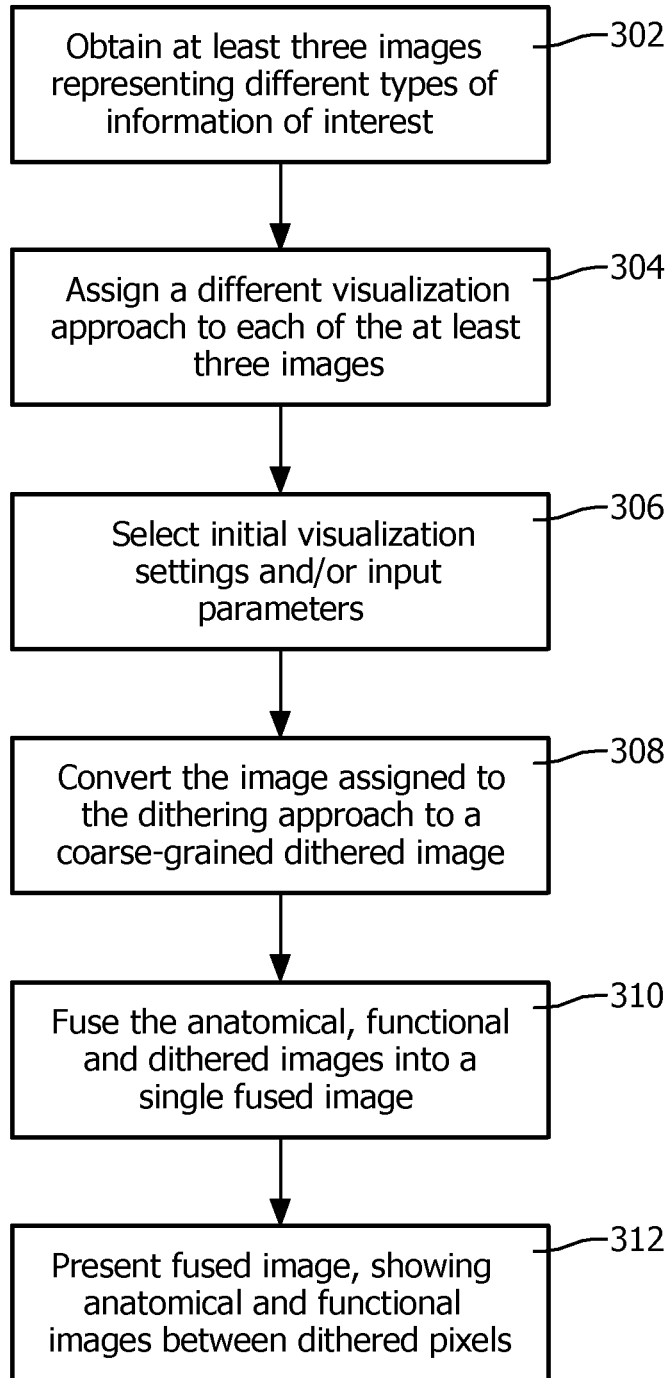 Obtain at least three images
representing different types of
information of interest
302
Assign a different visualization
approach to each of the at least
three images
304
Select initial visualization
settings and/or input
parameters
306
Convert the image assigned to
the dithering approach to a
coarse-grained dithered image
308
Fuse the anatomical, functional
and dithered images into a
single fused image
310
Present fused image, showing
anatomical and functional
images between dithered pixels
312